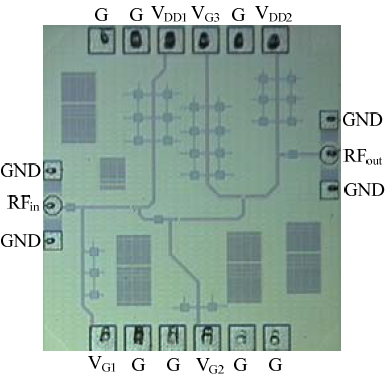 G G VDD1 VG3 G VDD2
GND
GND
RFin
RFout
GND
GND
VG1 G G VG2 G G